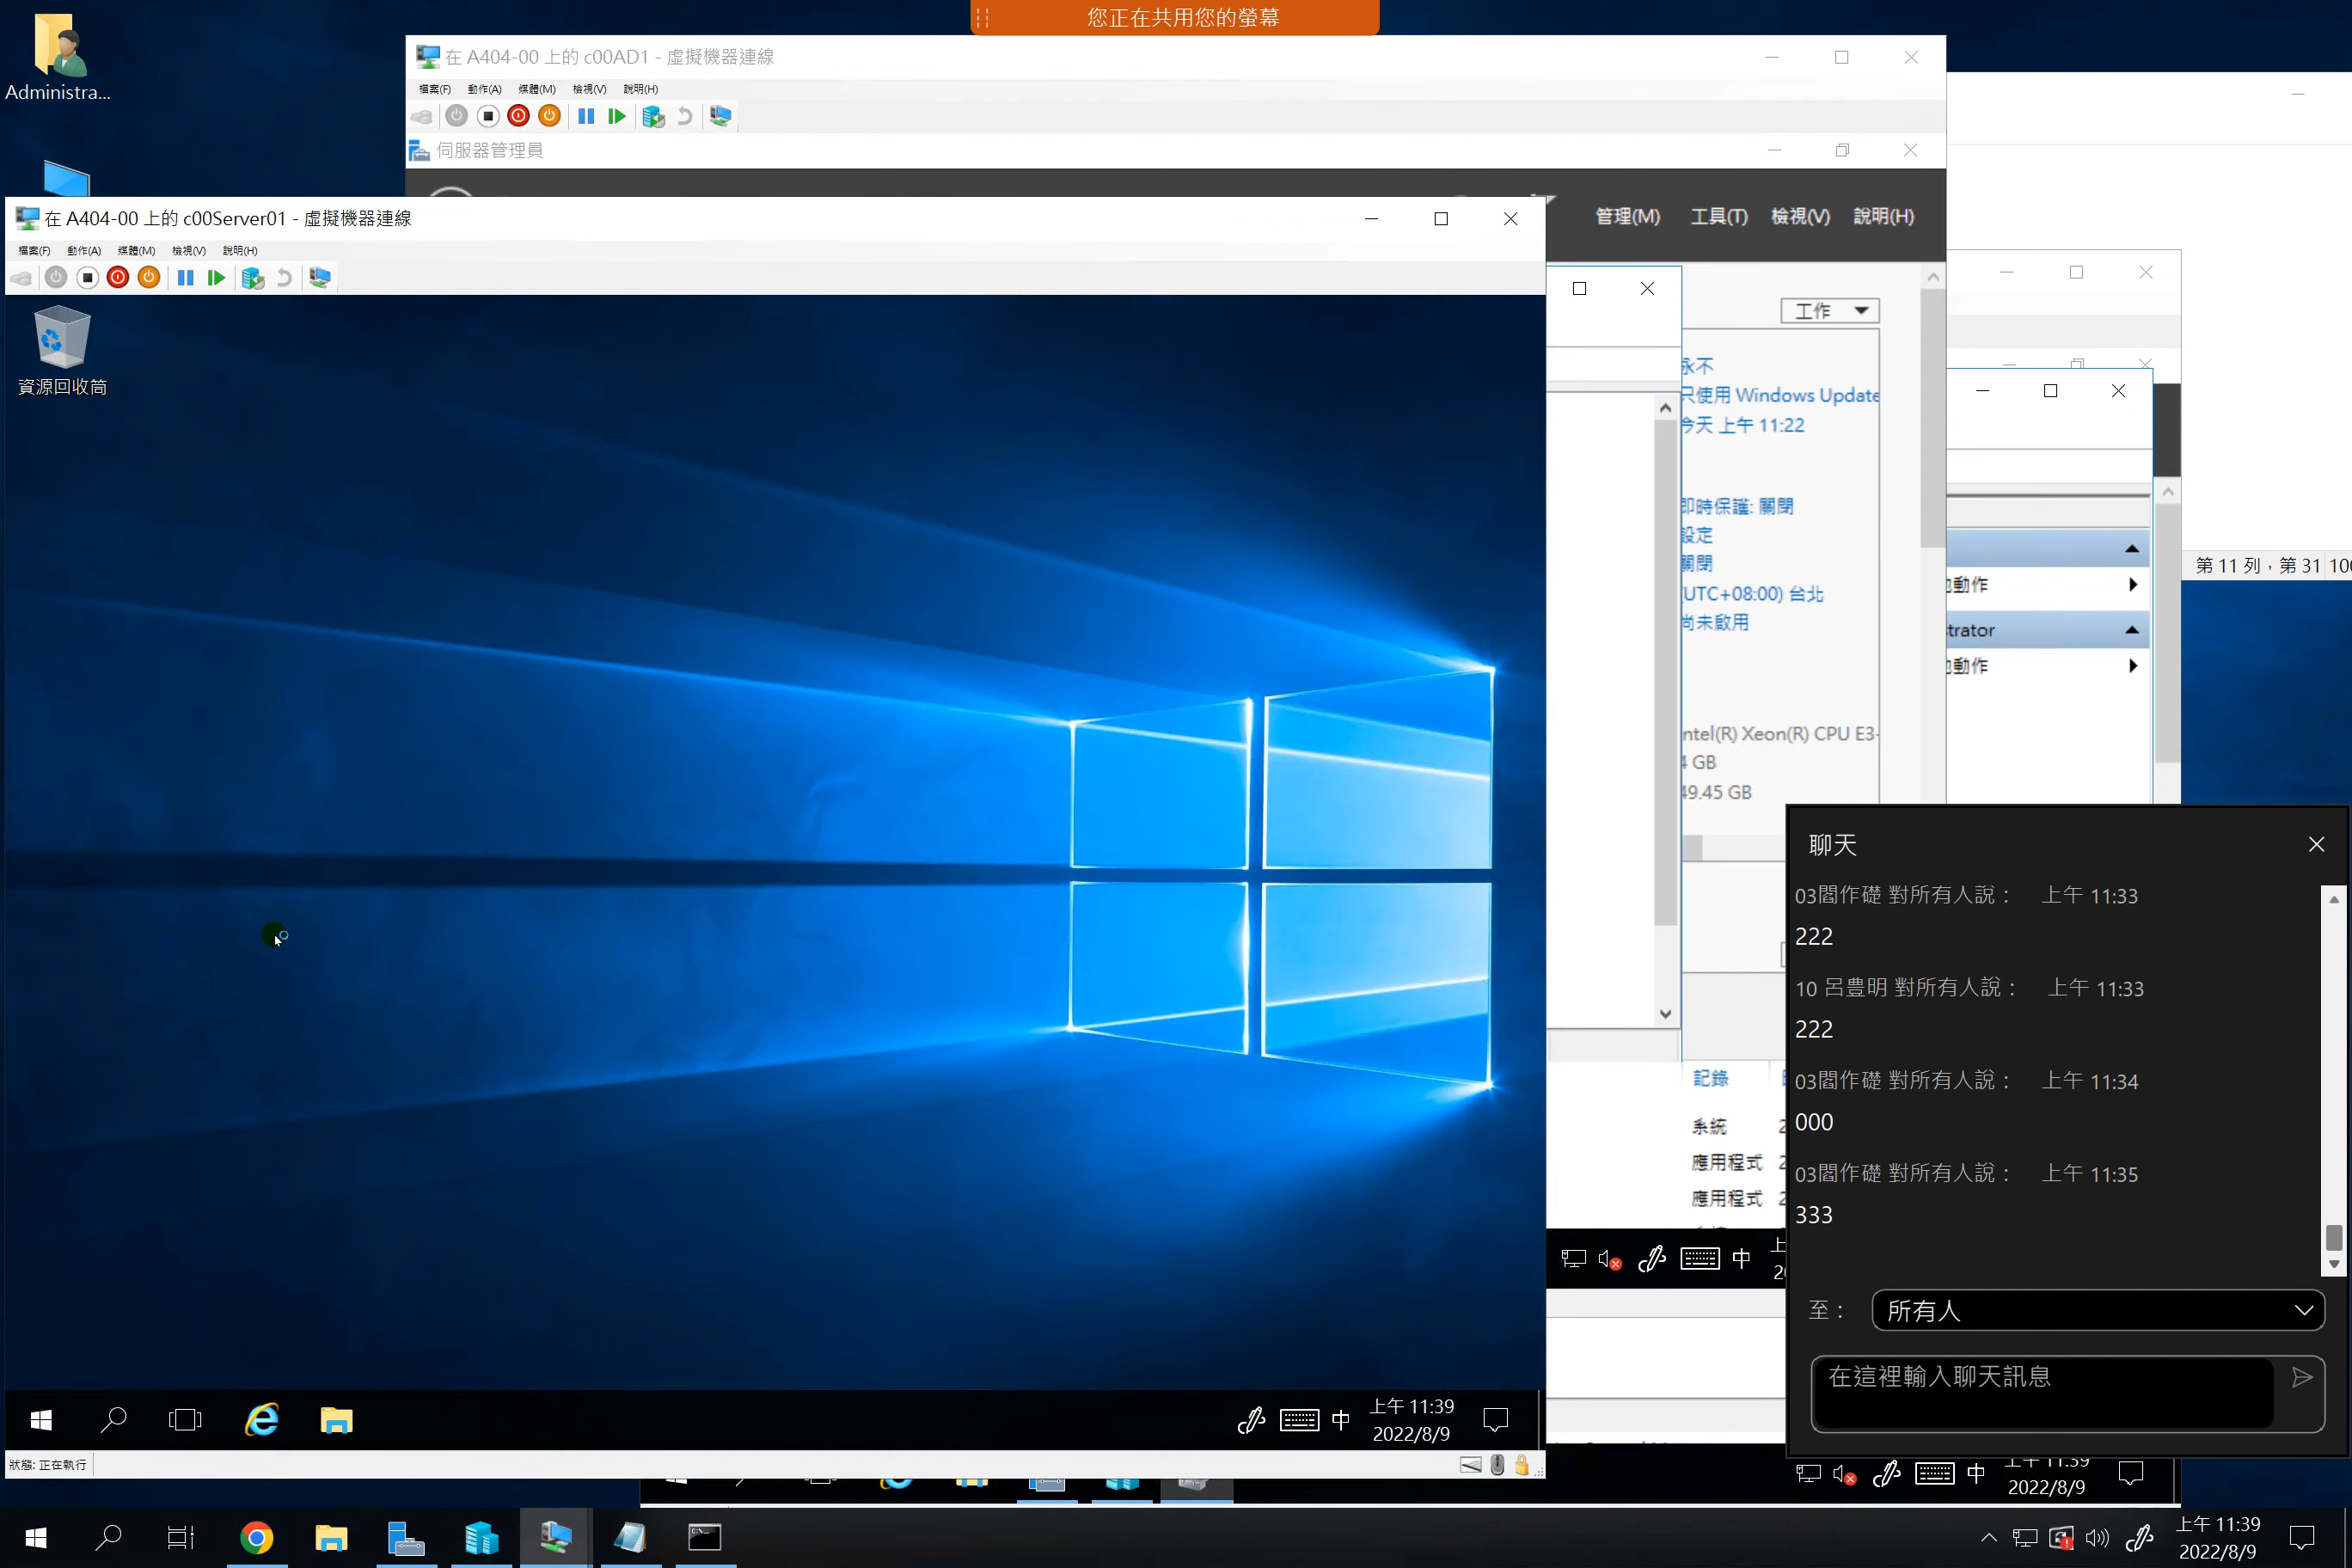 您正在共用您的螢幕
Administra...
在 A404-00 上的 c00AD1 - 虛擬機器連線
檔案(F) 動作(A) 媒體(M) 檢視(V) 說明(H)
伺服器管理員
管理(M) 工具(T) 檢視(V) 說明(H)
在 A404-00 上的 c00Server01 - 虛擬機器連線
檔案(F) 動作(A) 媒體(M) 檢視(V) 說明(H)
資源回收筒
工作
永不
只使用 Windows Update
今天 上午 11:22
即時保護: 關閉
設定
關閉
(UTC+08:00) 台北
尚未啟用
ntel(R) Xeon(R) CPU E3-
4 GB
49.45 GB
第 11 列，第 31
動作
strator
動作
記錄
系統
應用程式
應用程式
中
聊天
03閻作礎 對所有人說： 上午 11:33
222
10 呂豊明 對所有人說： 上午 11:33
222
03閻作礎 對所有人說： 上午 11:34
000
03閻作礎 對所有人說： 上午 11:35
333
至： 所有人
在這裡輸入聊天訊息
中 上午 11:39
2022/8/9
狀態: 正在執行
中 上午 11:39
2022/8/9
上午 11:39
2022/8/9